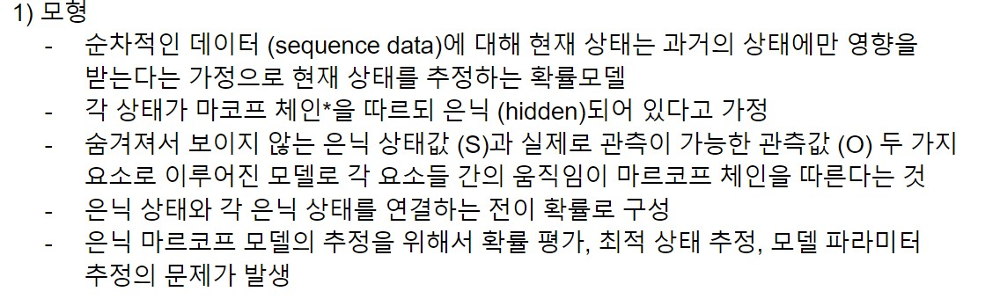 1) 모형
- 순차적인 데이터 (sequence data)에 대해 현재 상태는 과거의 상태에만 영향을
받는다는 가정으로 현재 상태를 추정하는 확률모델
- 각 상태가 마코프 체인*을 따르되 은닉 (hidden)되어 있다고 가정
- 숨겨져서 보이지 않는 은닉 상태값 (S)과 실제로 관측이 가능한 관측값 (O) 두 가지
요소로 이루어진 모델로 각 요소들 간의 움직임이 마르코프 체인을 따른다는 것
- 은닉 상태와 각 은닉 상태를 연결하는 전이 확률로 구성
- 은닉 마르코프 모델의 추정을 위해서 확률 평가, 최적 상태 추정, 모델 파라미터
추정의 문제가 발생